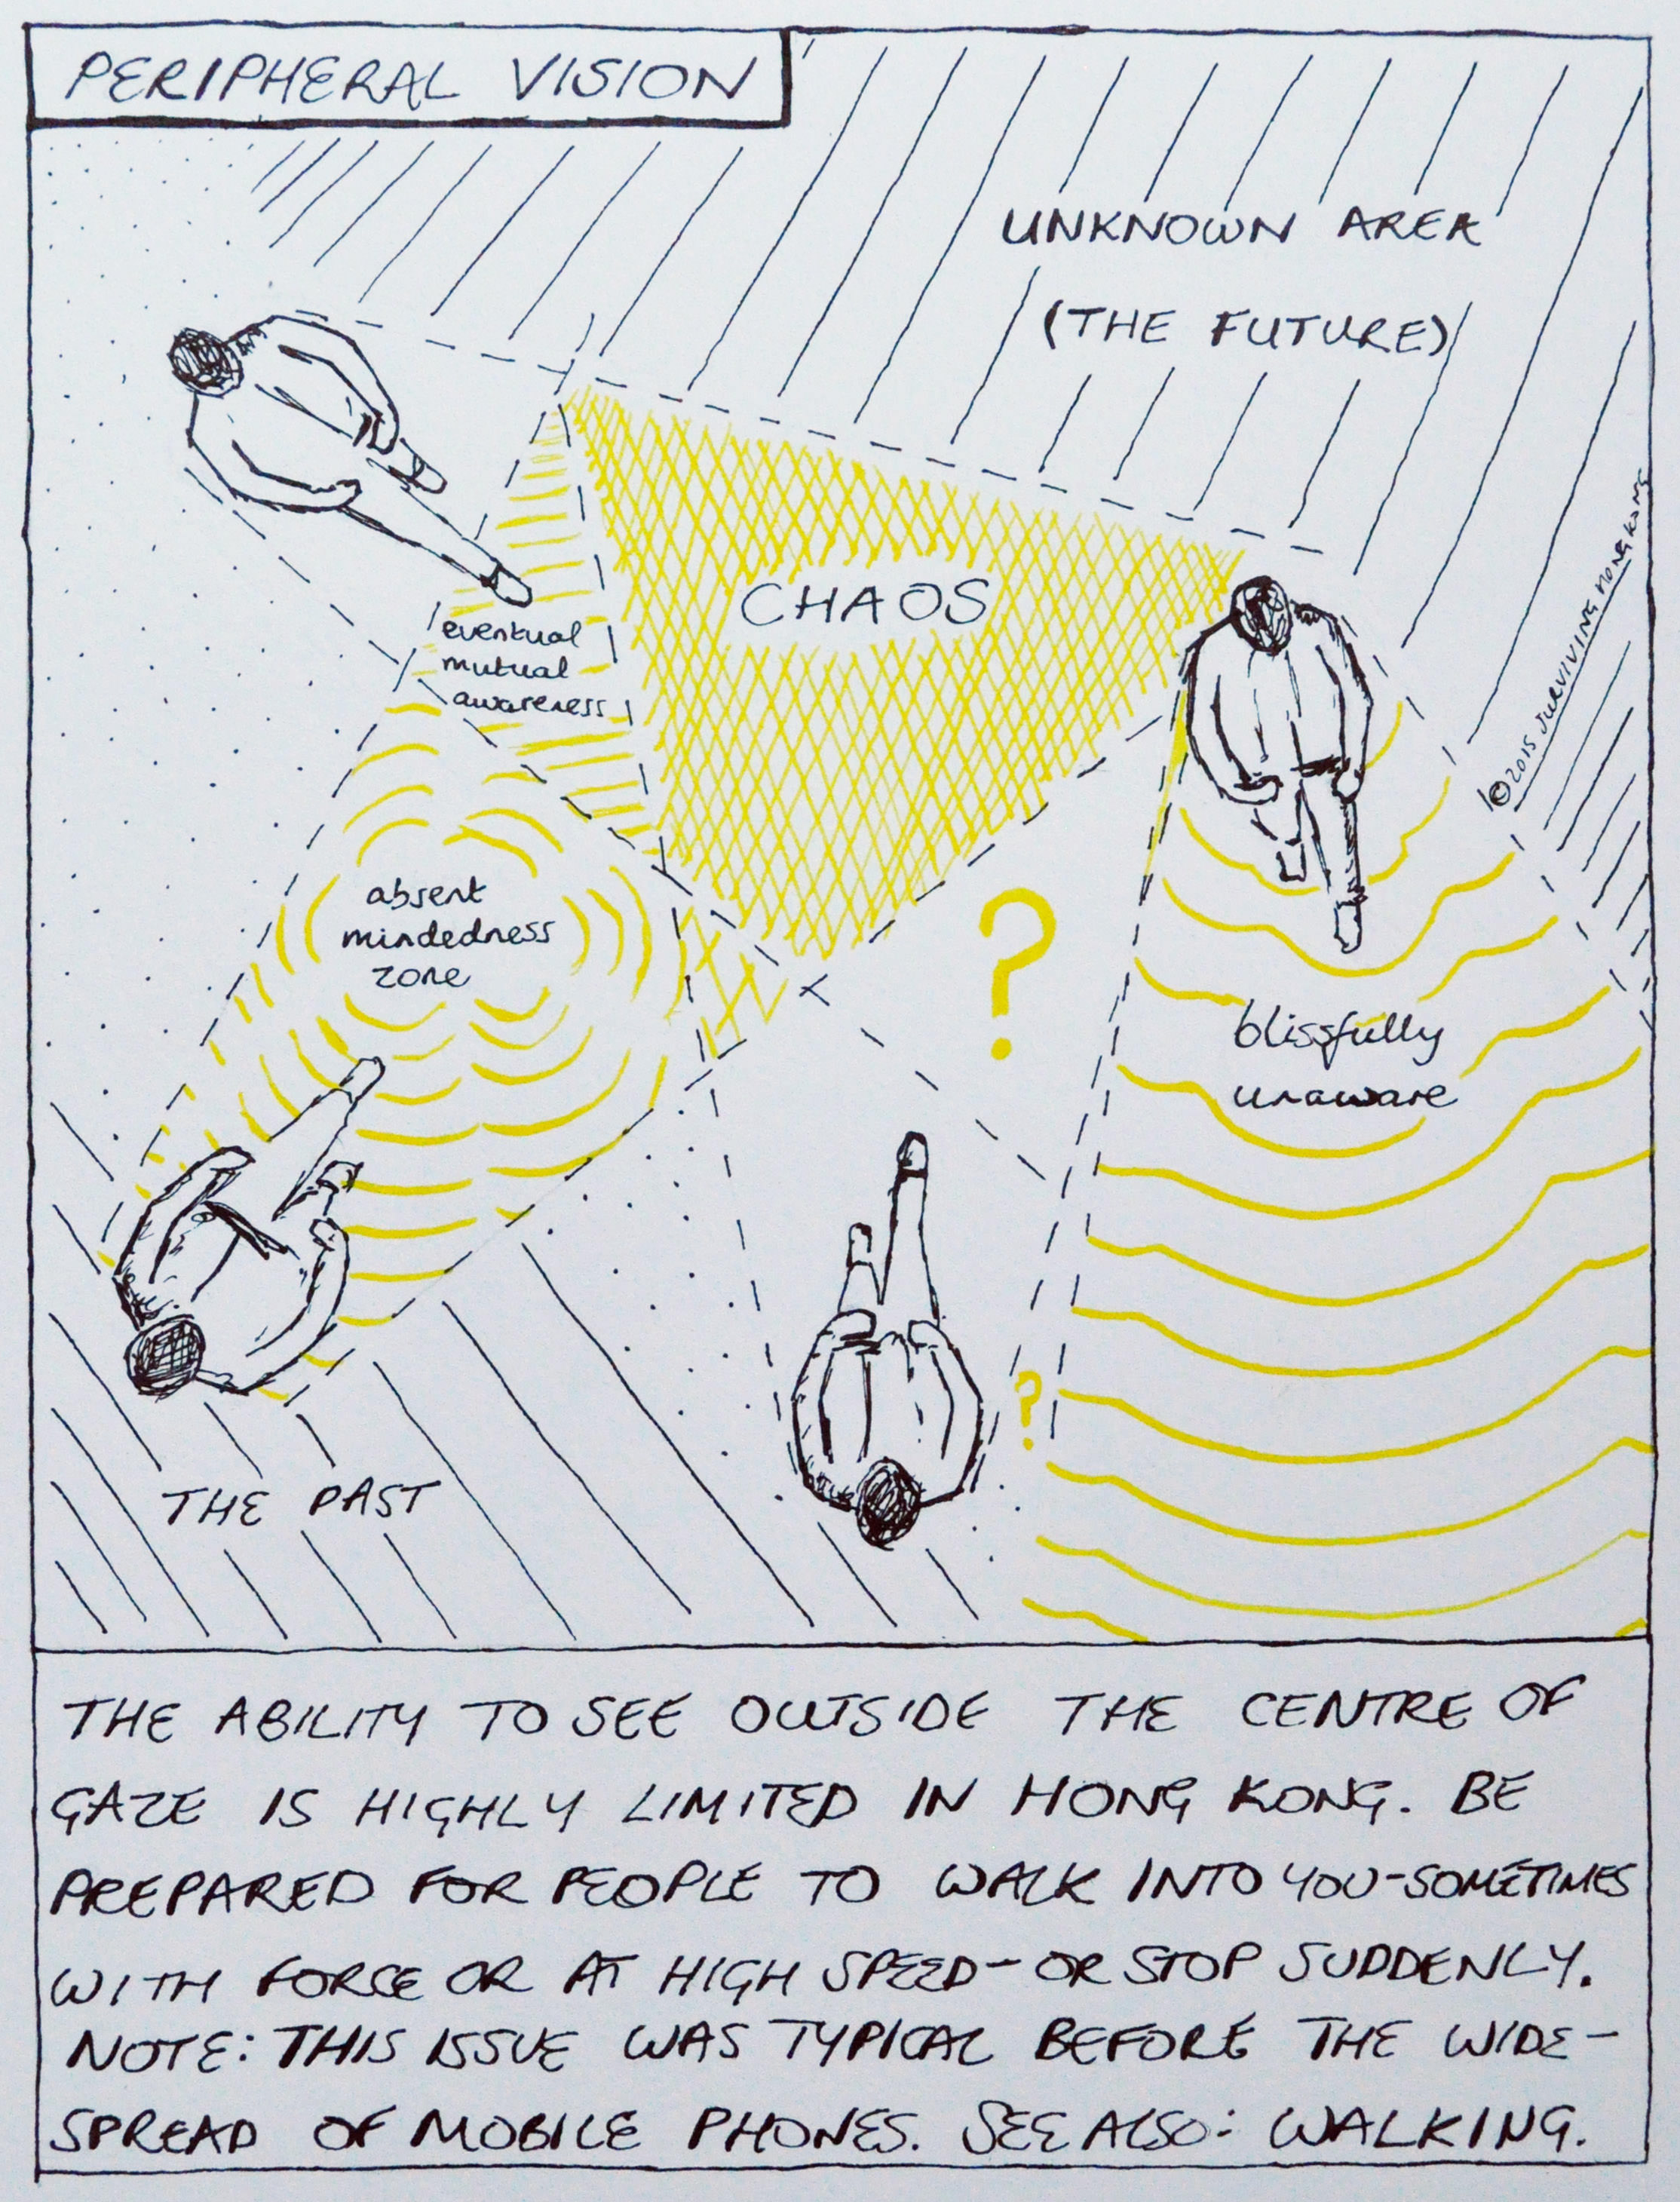 PERIPHERAL VISION
UNKNOWN AREA
(THE FUTURE)
CHAOS
eventual
mutual
awareness
©2015 SURVIVING HONG KONG
absent
mindedness
zone
?
blissfully
unaware
?
THE PAST
THE ABILITY TO SEE OUTSIDE THE CENTRE OF
GAZE IS HIGHLY LIMITED IN HONG KONG. BE
PREPARED FOR PEOPLE TO WALK INTO YOU-SOMETIMES
WITH FORCE OR AT HIGH SPEED-OR STOP SUDDENLY.
NOTE: THIS ISSUE WAS TYPICAL BEFORE THE WIDE-
SPREAD OF MOBILE PHONES. SEE ALSO: WALKING.